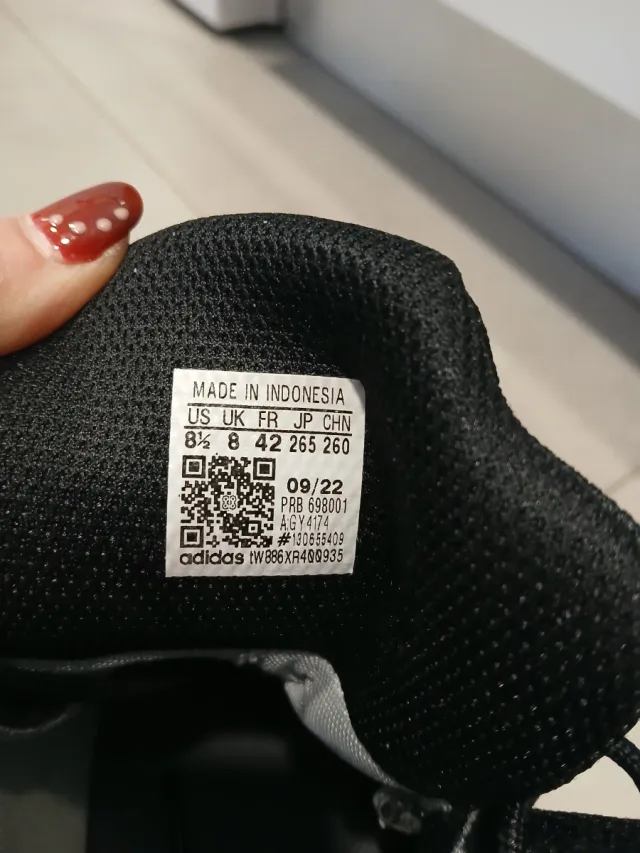 MADE IN INDONESIA
US UK FR JP CHN
8½ 8 42 265 260
09/22
PRB 698001
A:GY4174
#130655409
adidas tW886XR400935